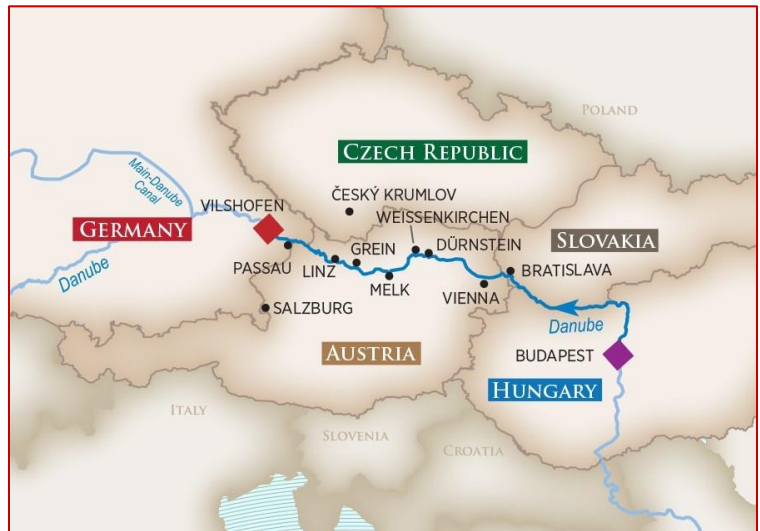 POLAND
CZECH REPUBLIC
Main-Danube
Canal
VILSHOFEN
ČESKÝ KRUMLOV
WEISSENKIRCHEN
GERMANY
GREIN
DÜRNSTEIN
SLOVAKIA
PASSAU
LINZ
BRATISLAVA
Danube
MELK
VIENNA
SALZBURG
Danube
AUSTRIA
BUDAPEST
HUNGARY
ITALY
SLOVENIA
CROATIA